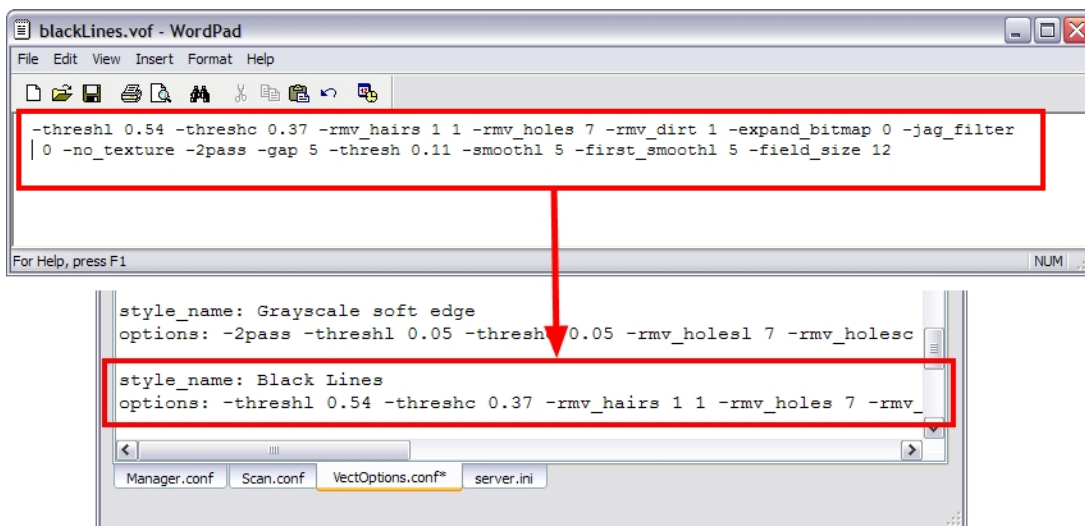 blackLines.vof - WordPad
File Edit View Insert Format Help
-threshl 0.54 -threshc 0.37 -rmv_hairs 1 1 -rmv_holes 7 -rmv_dirt 1 -expand_bitmap 0 -jag_filter
0 -no_texture -2pass -gap 5 -thresh 0.11 -smoothl 5 -first_smoothl 5 -field_size 12
For Help, press F1
NUM
style_name: Grayscale soft edge
options: -2pass -threshl 0.05 -thresh 0.05 -rmv_holesl 7 -rmv_holesc
style_name: Black Lines
options: -threshl 0.54 -threshc 0.37 -rmv_hairs 1 1 -rmv_holes 7 -rmv_
Manager.conf Scan.conf VectOptions.conf* server.ini